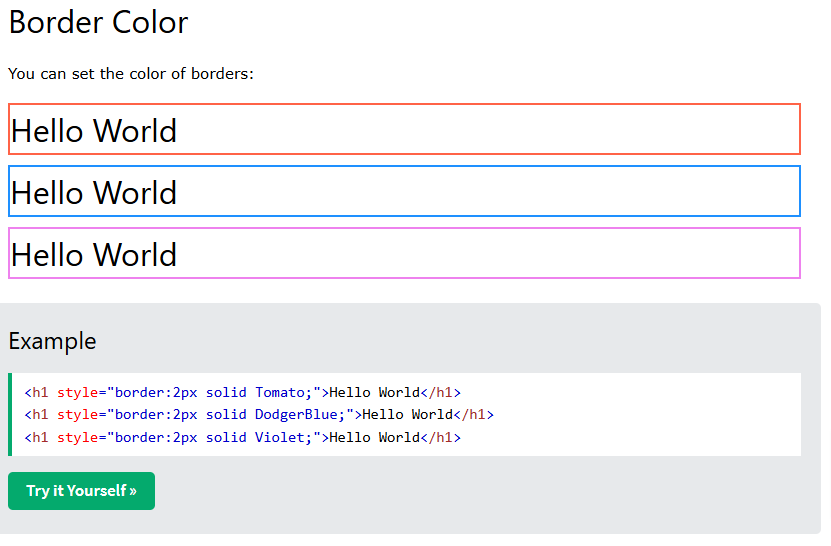 Border Color
You can set the color of borders:
Hello World
Hello World
Hello World
Example
<h1 style="border:2px solid Tomato;">Hello World</h1>
<h1 style="border:2px solid DodgerBlue;">Hello World</h1>
<h1 style="border:2px solid Violet;">Hello World</h1>
Try it Yourself »